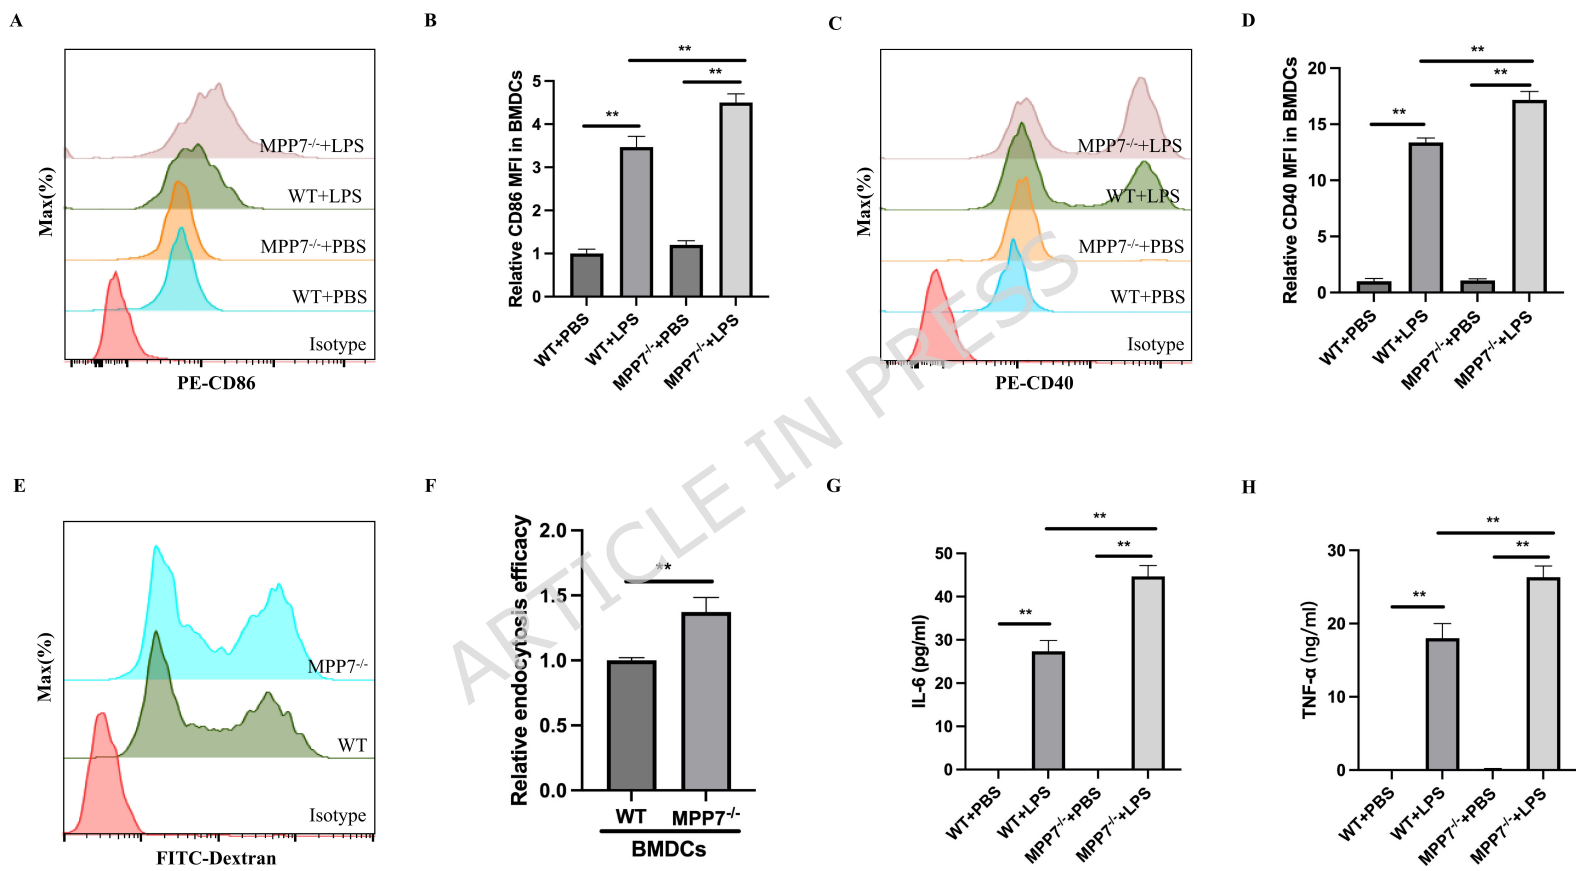 A
MPP7-/-+LPS
WT+LPS
MPP7-/-+PBS
WT+PBS
Isotype
Max(%)
PE-CD86
B
**
**
**
Relative CD86 MFI in BMDCs
5
4
3
2
1
0
WT+PBS
WT+LPS
MPP7-/-+PBS
MPP7-/-+LPS
C
MPP7-/-+LPS
WT+LPS
MPP7-/-+PBS
WT+PBS
Isotype
Max(%)
PE-CD40
D
**
**
**
Relative CD40 MFI in BMDCs
20
15
10
5
0
WT+PBS
WT+LPS
MPP7-/-+PBS
MPP7-/-+LPS
E
MPP7-/-
WT
Isotype
Max(%)
FITC-Dextran
F
**
Relative endocytosis efficacy
2.0
1.5
1.0
0.5
0.0
WT MPP7-/-
BMDCs
G
**
**
**
IL-6 (pg/ml)
50
40
30
20
10
0
WT+PBS
WT+LPS
MPP7-/-+PBS
MPP7-/-+LPS
H
**
**
**
TNF-α (ng/ml)
30
20
10
0
WT+PBS
WT+LPS
MPP7-/-+PBS
MPP7-/-+LPS
ARTICLE IN PRESS